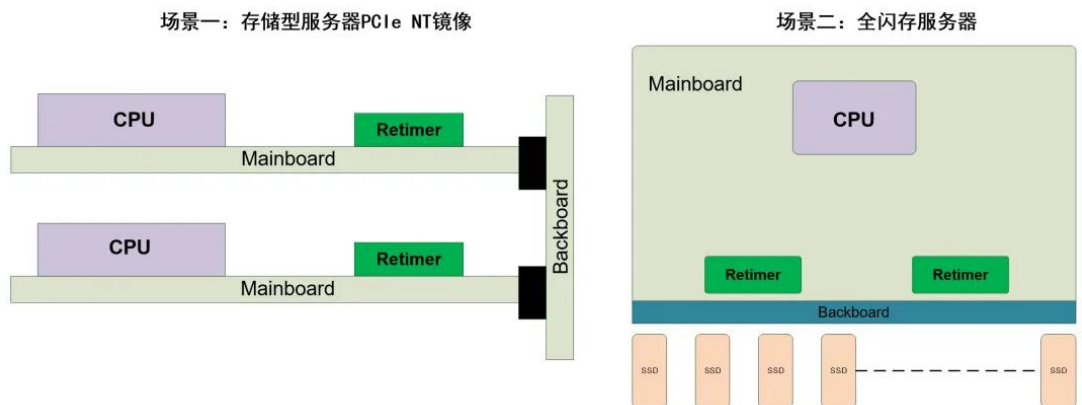 场景一：存储型服务器PCIe NT镜像
CPU
Retimer
Mainboard
CPU
Retimer
Mainboard
Backboard
场景二：全闪存服务器
Mainboard
CPU
Retimer
Retimer
Backboard
SSD
SSD
SSD
SSD
SSD